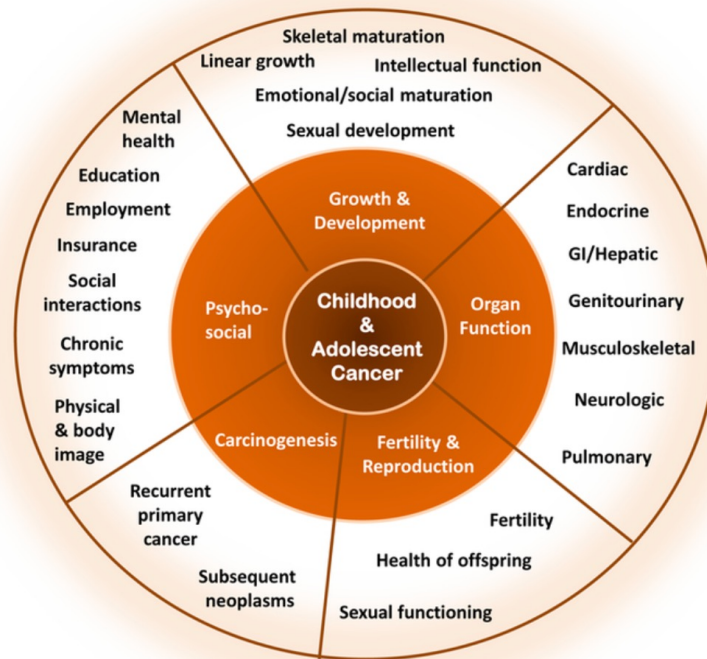 Skeletal maturation
Linear growth
Intellectual function
Emotional/social maturation
Sexual development
Mental
health
Education
Employment
Insurance
Social
interactions
Chronic
symptoms
Physical
& body
image
Growth &
Development
Psycho-
social
Childhood
&
Adolescent
Cancer
Organ
Function
Carcinogenesis
Fertility &
Reproduction
Cardiac
Endocrine
GI/Hepatic
Genitourinary
Musculoskeletal
Neurologic
Pulmonary
Recurrent
primary
cancer
Subsequent
neoplasms
Fertility
Health of offspring
Sexual functioning